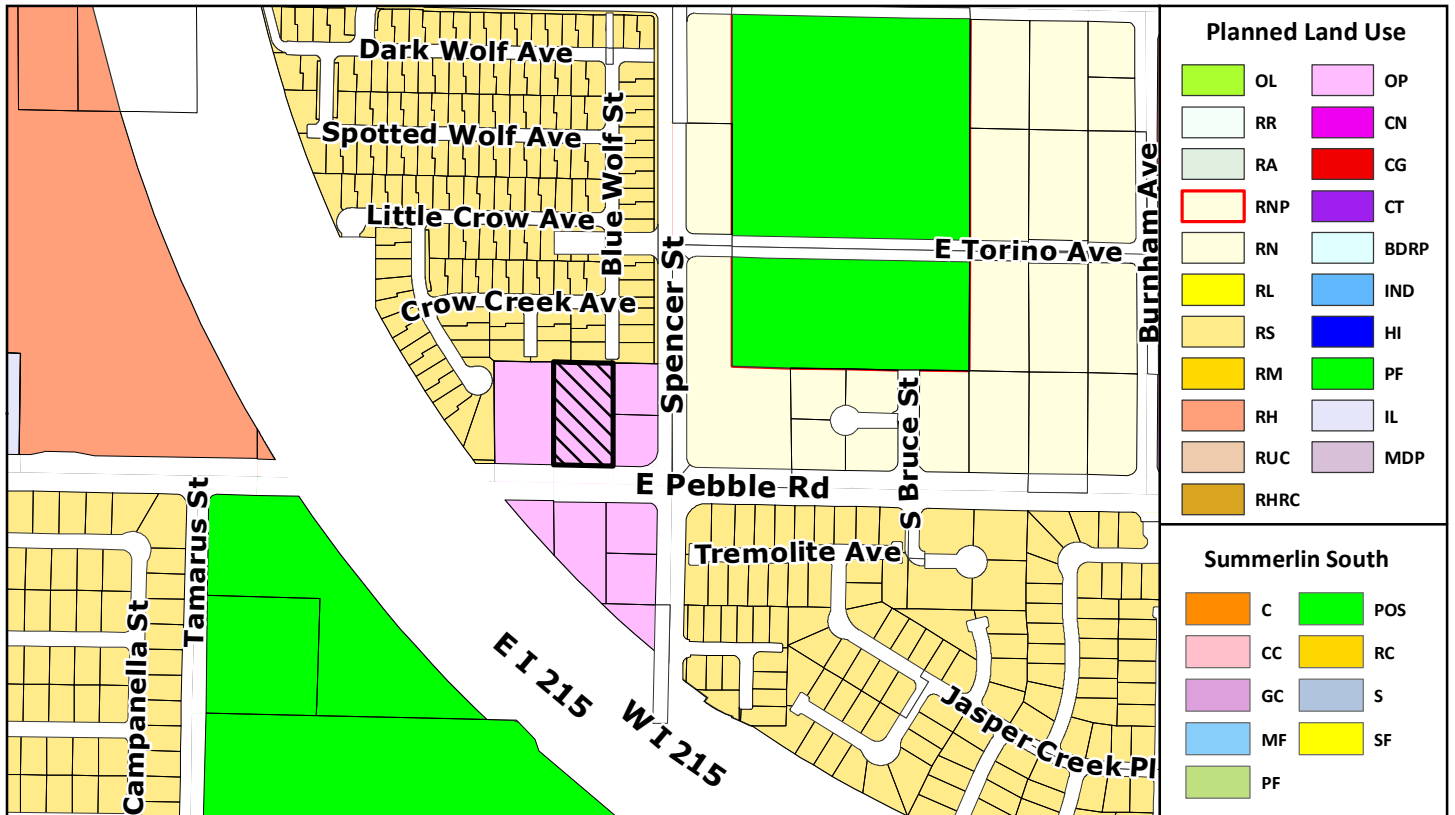 Dark Wolf Ave
Spotted Wolf Ave
Blue Wolf St
Little Crow Ave
Crow Creek Ave
Spencer St
E Torino Ave
Burnham Ave
S Bruce St
E Pebble Rd
Tremolite Ave
Tamarus St
Campanella St
E I 215
W I 215
Jasper Creek Pl
Planned Land Use
OL
RR
RA
RNP
RN
RL
RS
RM
RH
RUC
RHRC
OP
CN
CG
CT
BDRP
IND
HI
PF
IL
MDP
Summerlin South
C
CC
GC
MF
PF
POS
RC
S
SF